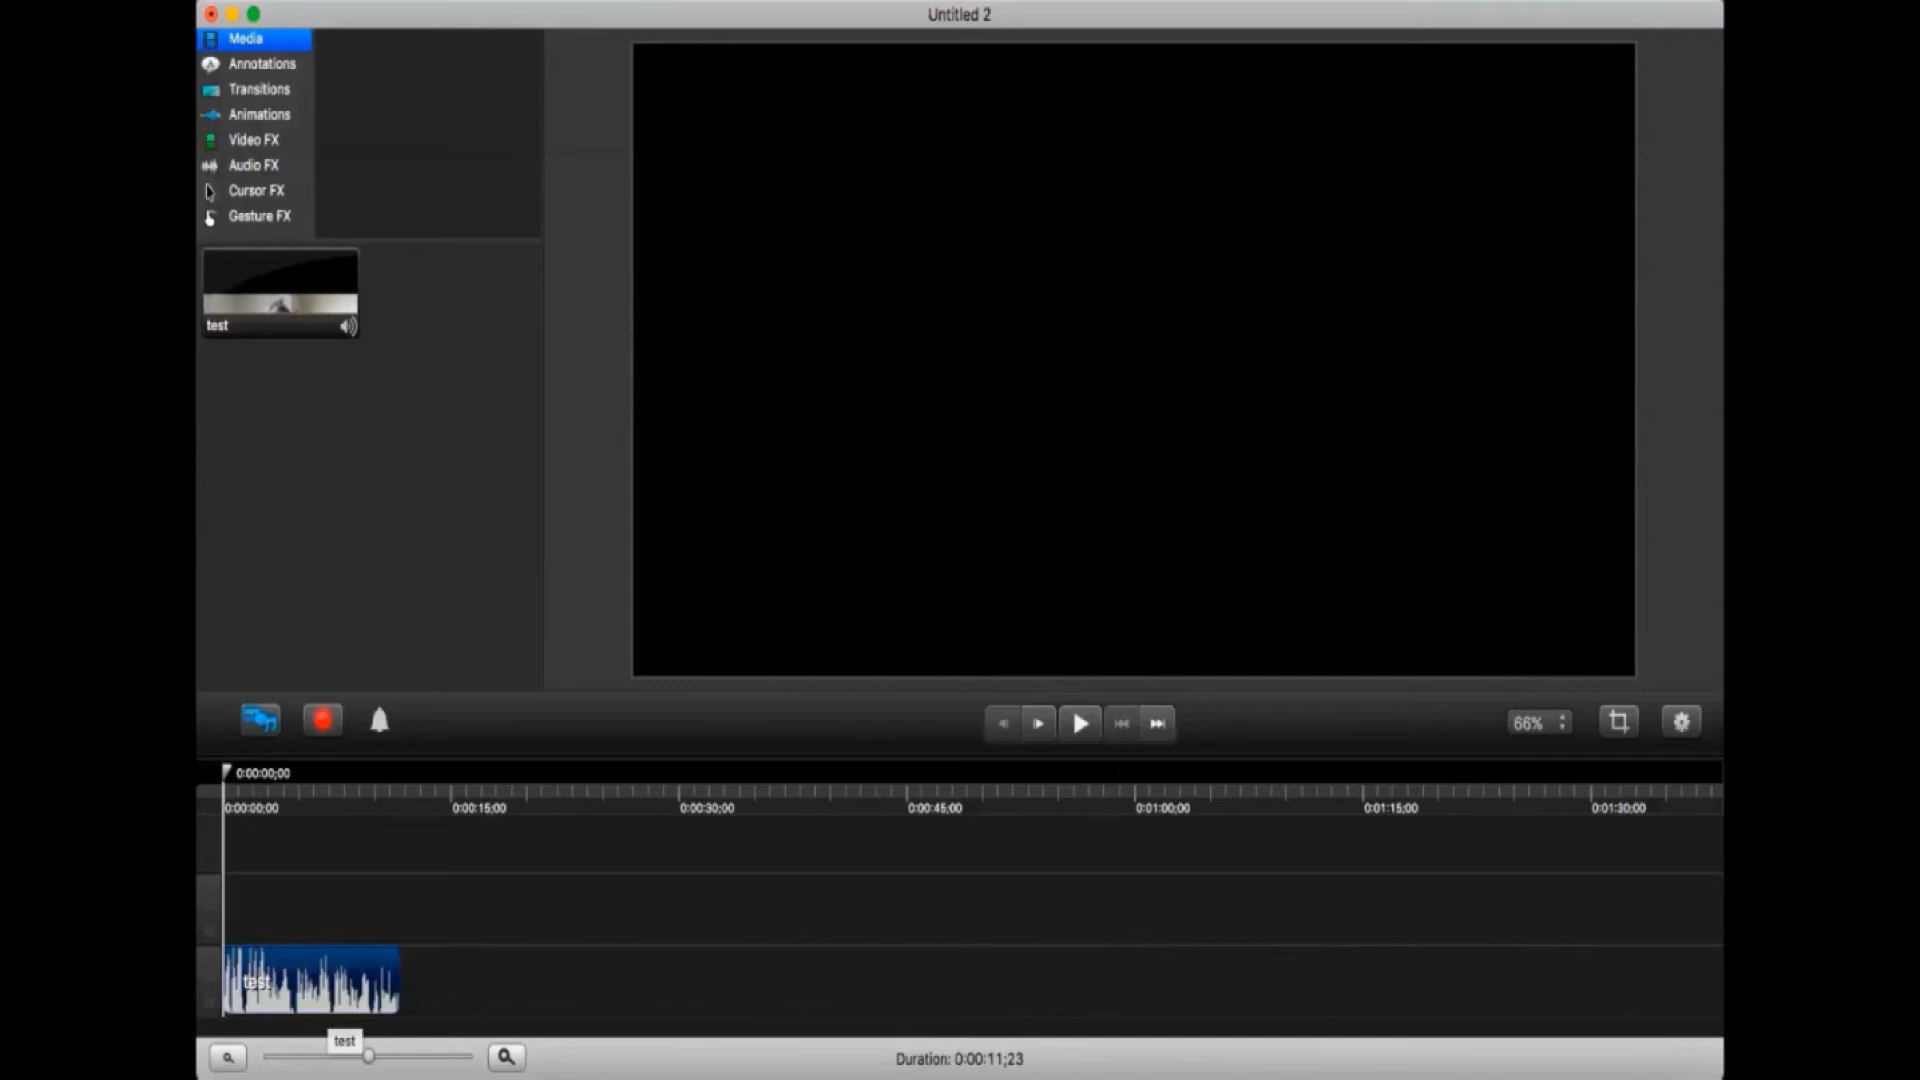 Untitled 2
Media
Annotations
Transitions
Animations
Video FX
Audio FX
Cursor FX
Gesture FX
test
66%
0:00:00;00
0:00:00;00 0:00:15;00 0:00:30;00 0:00:45;00 0:01:00;00 0:01:15;00 0:01:30;00
test
test
Duration: 0:00:11;23